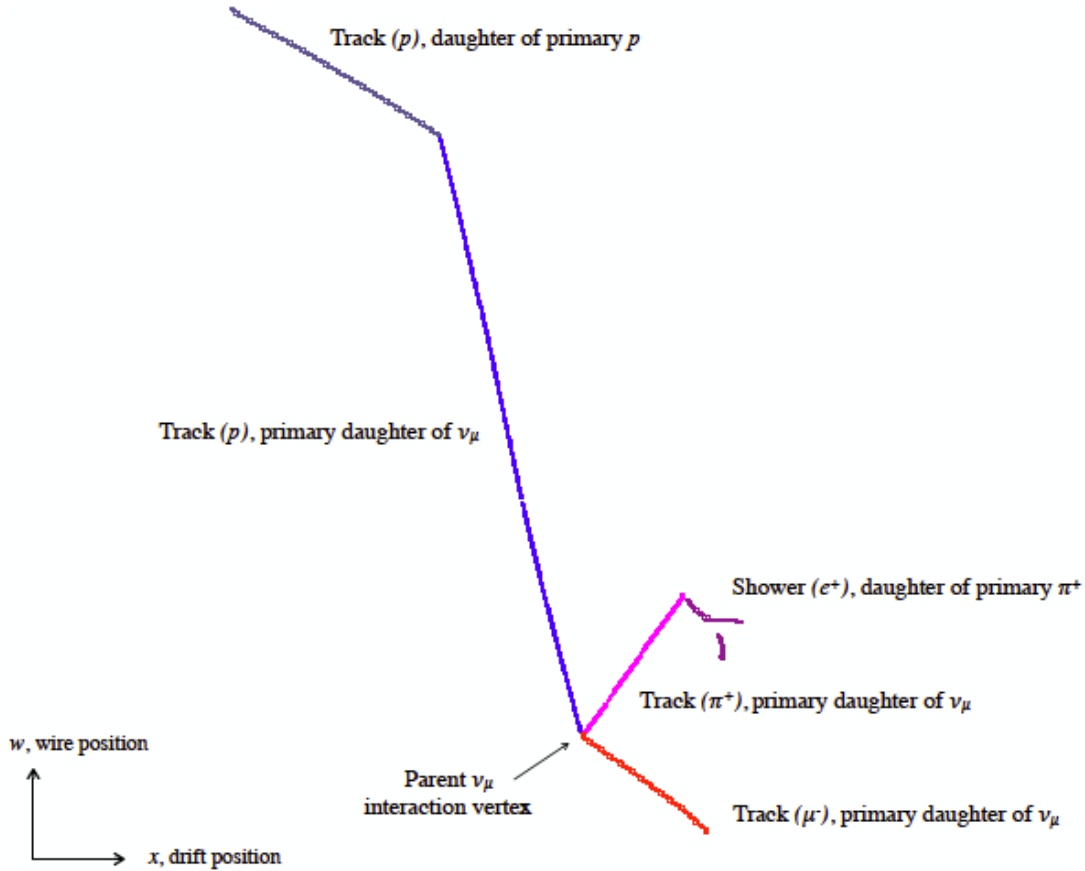 Track (p), daughter of primary p
Track (p), primary daughter of νμ
Shower (e⁺), daughter of primary π⁺
Track (π⁺), primary daughter of νμ
w, wire position
Parent νμ
interaction vertex
Track (μ⁻), primary daughter of νμ
x, drift position